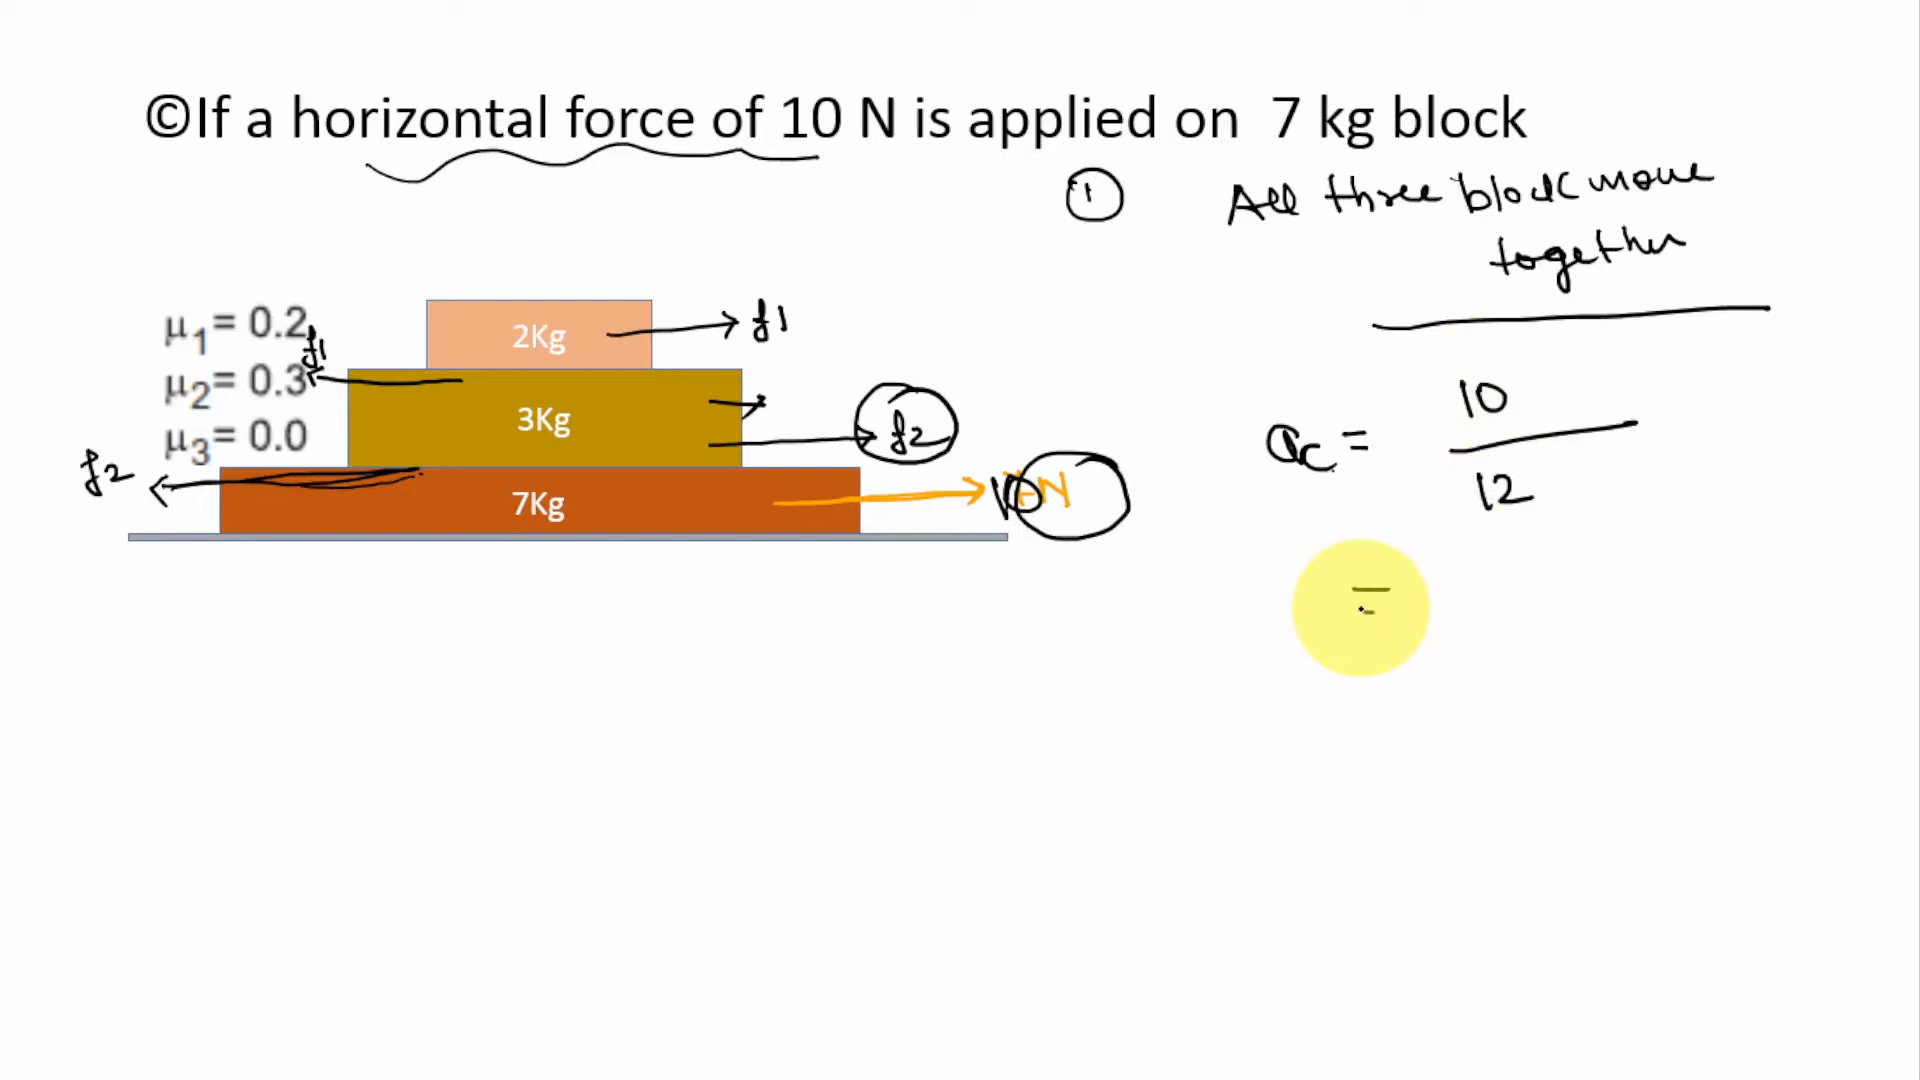 ©If a horizontal force of 10 N is applied on 7 kg block
1
All three block move
together
μ1= 0.2
μ2= 0.3
μ3= 0.0
2Kg
f1
f1
3Kg
f2
f2
7Kg
10 N
ac = 10
12
=